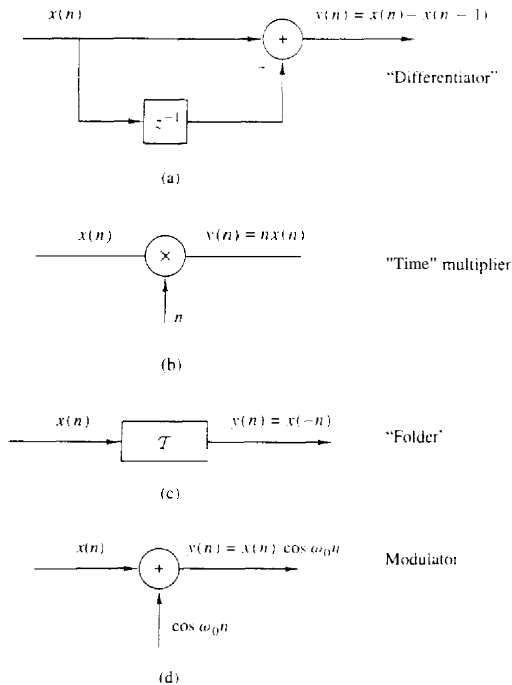 x(n)
y(n) = x(n) − x(n − 1)
+
−
"Differentiator"
z⁻¹
(a)
x(n)
y(n) = nx(n)
×
"Time" multiplier
n
(b)
x(n)
y(n) = x(−n)
T
"Folder'
(c)
x(n)
y(n) = x(n) cos ω₀n
Modulator
+
cos ω₀n
(d)